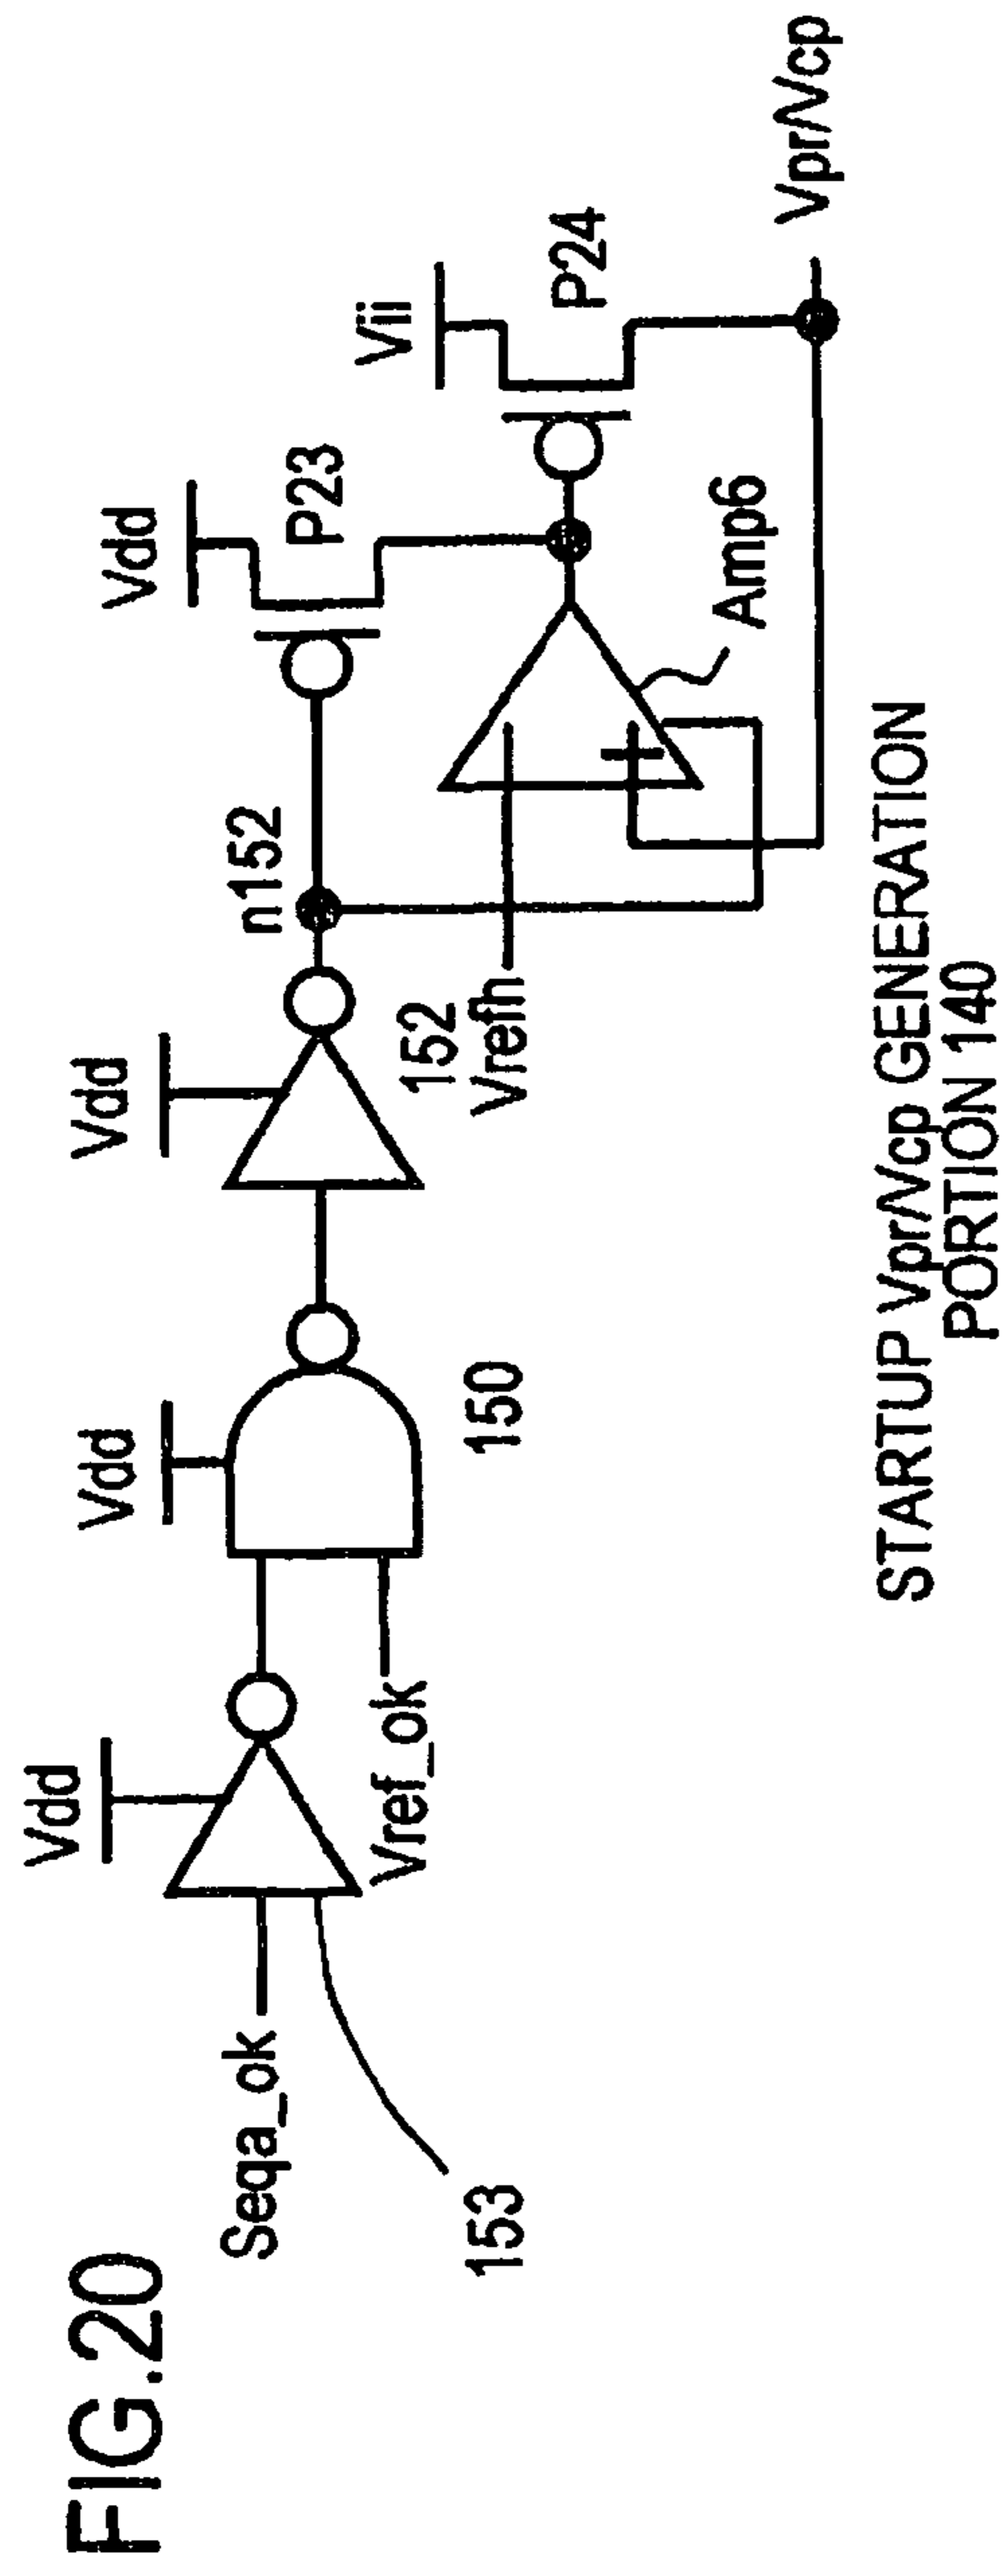 FIG.20
Seqa_ok
153
Vdd
Vref_ok
Vdd
150
Vdd
152
n152
Vrefh
Vdd
P23
Amp6
Vii
P24
Vpr/Vcp
STARTUP Vpr/Vcp GENERATION
PORTION 140